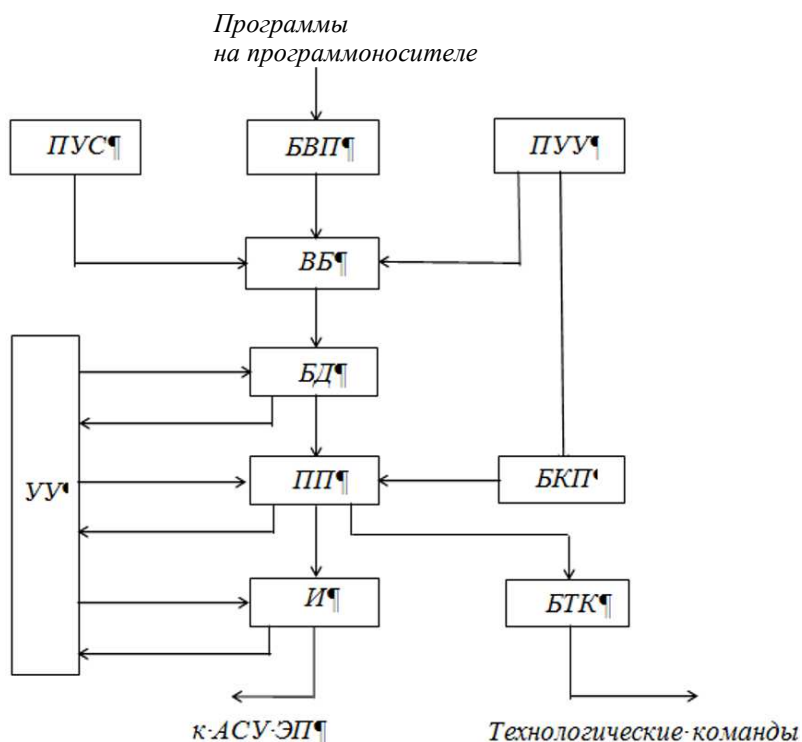 Программы
на программоносителе
ПУС¶
БВП¶
ПУУ¶
ВБ¶
БД¶
УУ¶
ПП¶
БКП¶
И¶
БТК¶
к·АСУ·ЭП¶
Технологические·команды